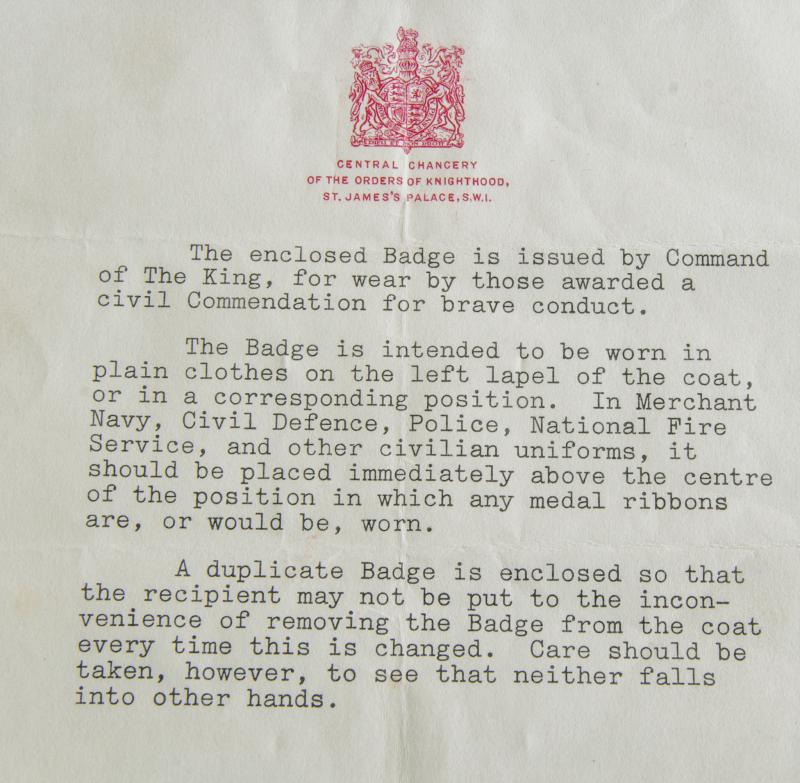 CENTRAL CHANCERY
OF THE ORDERS OF KNIGHTHOOD,
ST. JAMES'S PALACE, S.W.1.
The enclosed Badge is issued by Command
of The King, for wear by those awarded a
civil Commendation for brave conduct.
The Badge is intended to be worn in
plain clothes on the left lapel of the coat,
or in a corresponding position. In Merchant
Navy, Civil Defence, Police, National Fire
Service, and other civilian uniforms, it
should be placed immediately above the centre
of the position in which any medal ribbons
are, or would be, worn.
A duplicate Badge is enclosed so that
the recipient may not be put to the incon-
venience of removing the Badge from the coat
every time this is changed. Care should be
taken, however, to see that neither falls
into other hands.